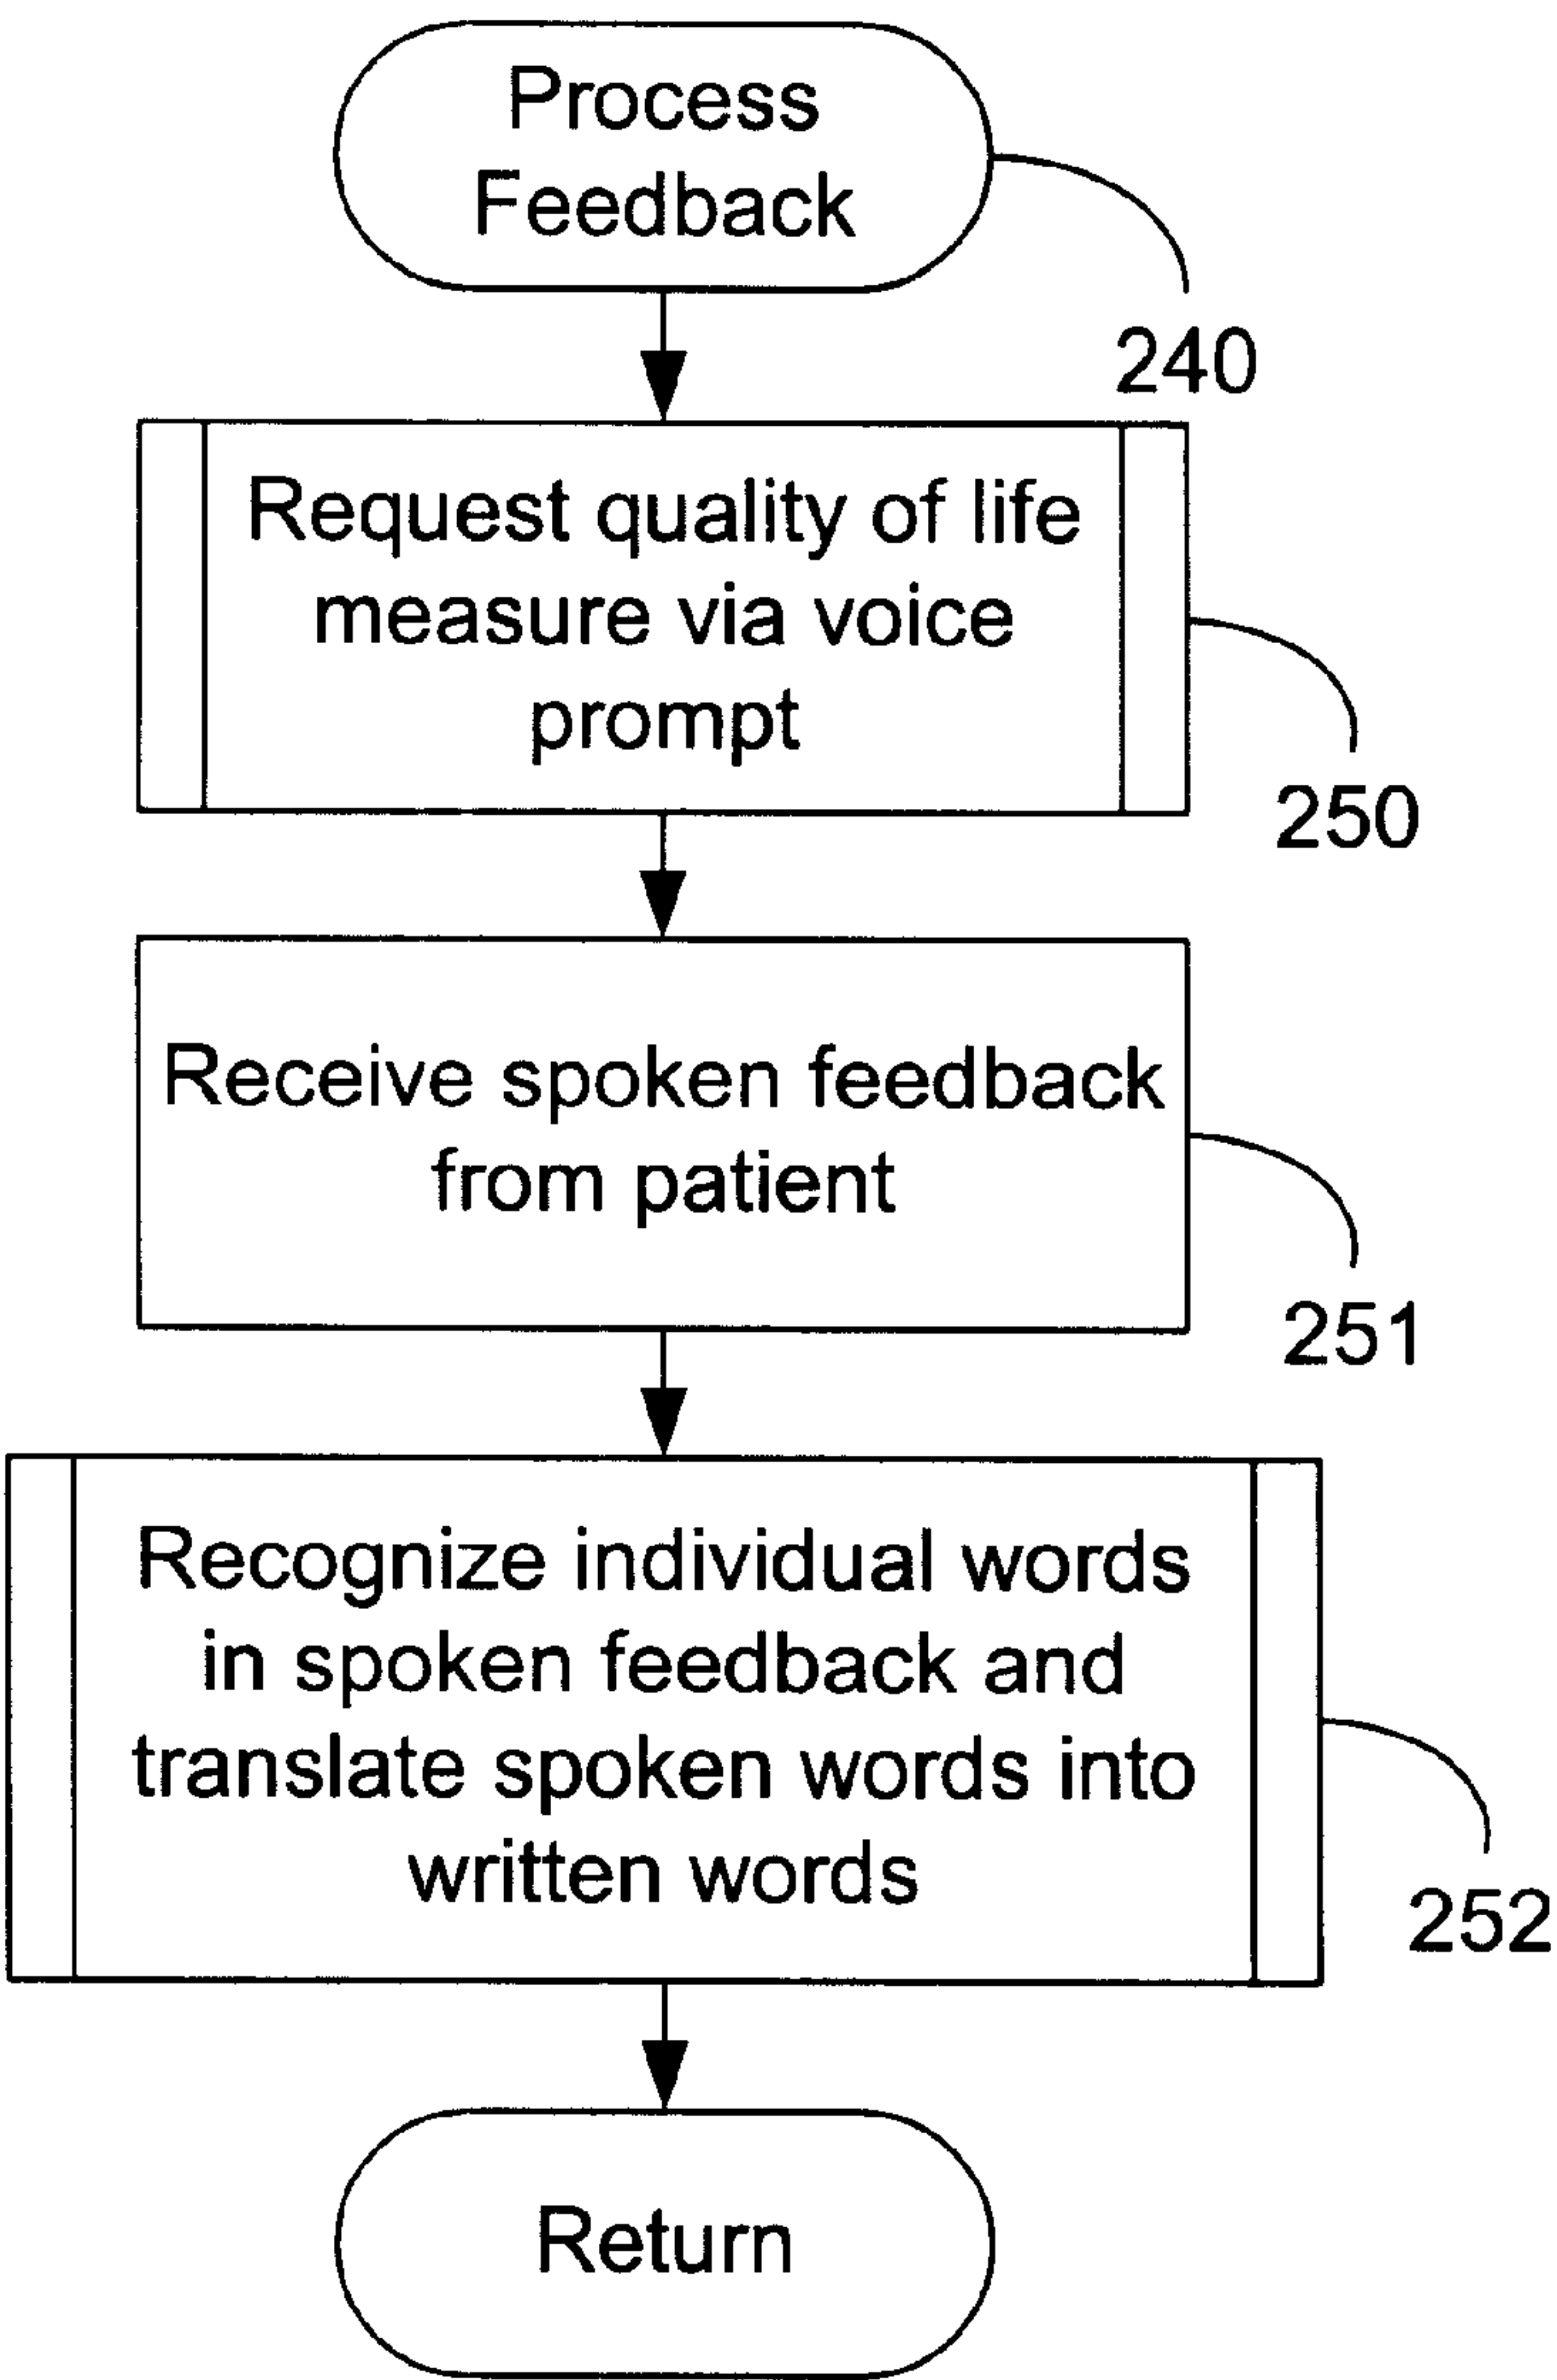 Process
Feedback
240
Request quality of life
measure via voice
prompt
250
Receive spoken feedback
from patient
251
Recognize individual words
in spoken feedback and
translate spoken words into
written words
252
Return